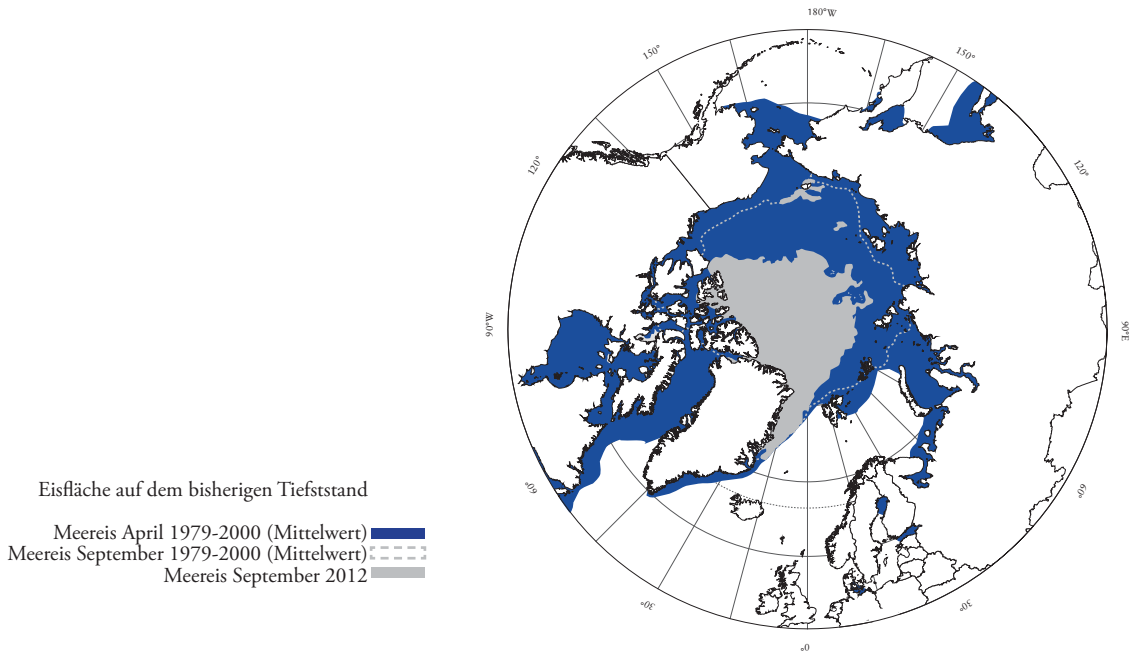 180°W
150°
150°
120°
120°
90°W
90°E
60°
60°
30°
30°
0°
Eisfläche auf dem bisherigen Tiefststand
Meereis April 1979-2000 (Mittelwert)
Meereis September 1979-2000 (Mittelwert)
Meereis September 2012